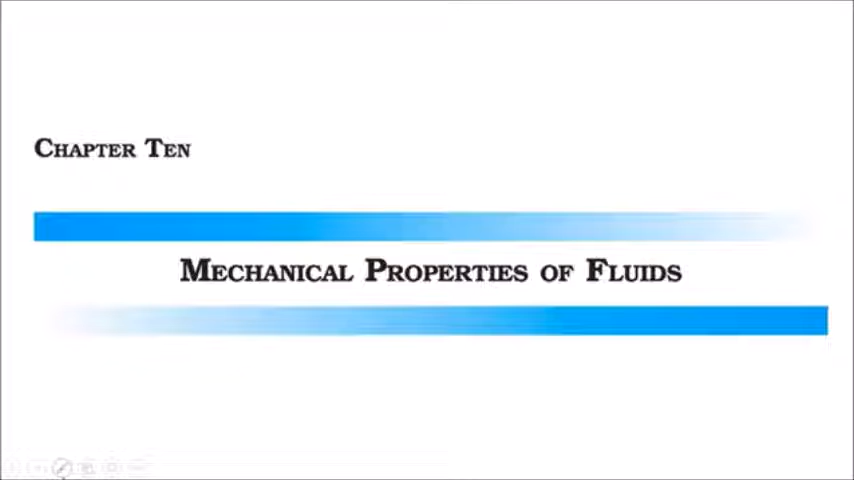 CHAPTER TEN
MECHANICAL PROPERTIES OF FLUIDS